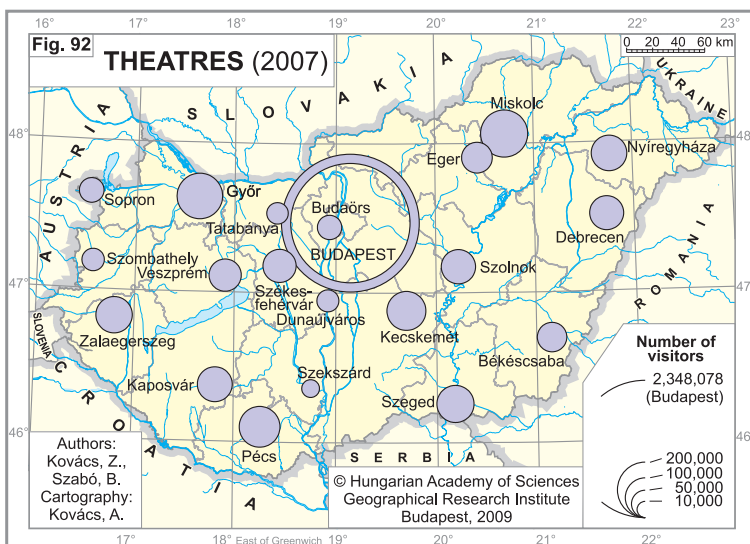 16° 17° 18° 19° 20° 21° 22° 23°
Fig. 92
THEATRES (2007)
0 20 40 60 km
SLOVAKIA
UKRAINE
AUSTRIA
ROMANIA
SLOVENIA
CROATIA
SERBIA
48°
48°
47°
47°
46°
46°
Miskolc
Eger
Nyíregyháza
Sopron
Győr
Tatabánya
Budaörs
BUDAPEST
Debrecen
Szombathely
Veszprém
Székes-
fehérvár
Dunaújváros
Szolnok
Zalaegerszeg
Kecskemét
Békéscsaba
Kaposvár
Szekszárd
Szeged
Pécs
Number of
visitors
2,348,078
(Budapest)
200,000
100,000
50,000
10,000
Authors:
Kovács, Z.,
Szabó, B.
Cartography:
Kovács, A.
© Hungarian Academy of Sciences
Geographical Research Institute
Budapest, 2009
17° 18° East of Greenwich 19° 20° 21° 22°